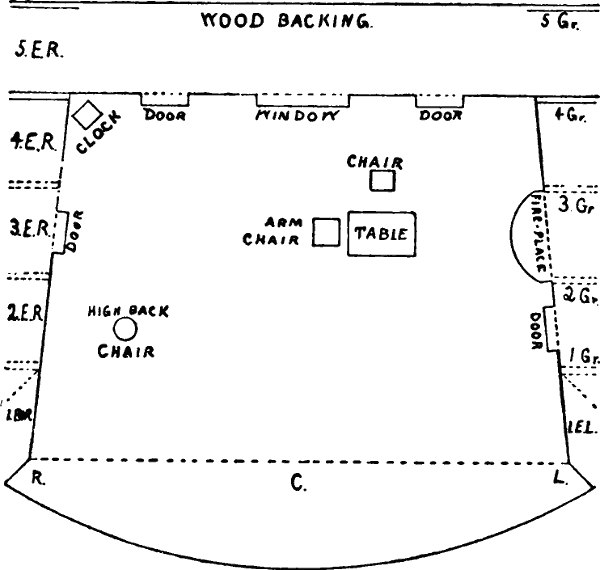 WOOD BACKING.
5 Gr.
5.E.R.
DOOR
WINDOW
DOOR
4 Gr.
CLOCK
4.E.R.
CHAIR
3 Gr
FIRE-PLACE
3.E.R.
DOOR
ARM
CHAIR
TABLE
2 Gr.
2.E.R.
HIGH BACK
CHAIR
DOOR
1 Gr.
1.E.L.
R.
C.
L.